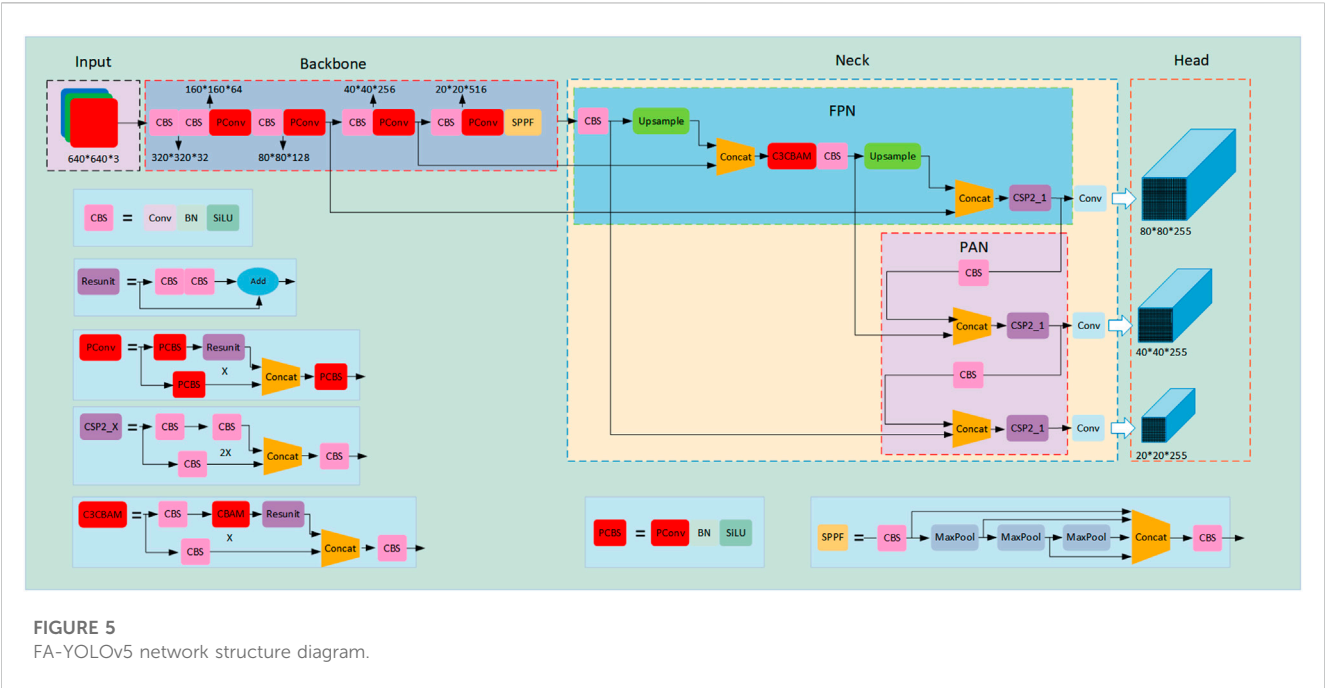 Input
Backbone
Neck
Head
160*160*64
40*40*256
20*20*516
FPN
CBS CBS PConv CBS PConv CBS PConv CBS PConv SPPF
CBS Upsample
Concat C3CBAM CBS Upsample
640*640*3
320*320*32
80*80*128
Concat CSP2_1 Conv
80*80*255
PAN
CBS
Concat CSP2_1 Conv
40*40*255
CBS
Concat CSP2_1 Conv
20*20*255
CBS = Conv BN SiLU
Resunit = CBS CBS Add
PConv = PCBS Resunit
X
PCBS
Concat PCBS
CSP2_X = CBS CBS
2X
CBS
Concat CBS
C3CBAM = CBS CBAM Resunit
X
CBS
Concat CBS
PCBS = PConv BN SiLU
SPPF = CBS MaxPool MaxPool MaxPool Concat CBS
FIGURE 5
FA-YOLOv5 network structure diagram.